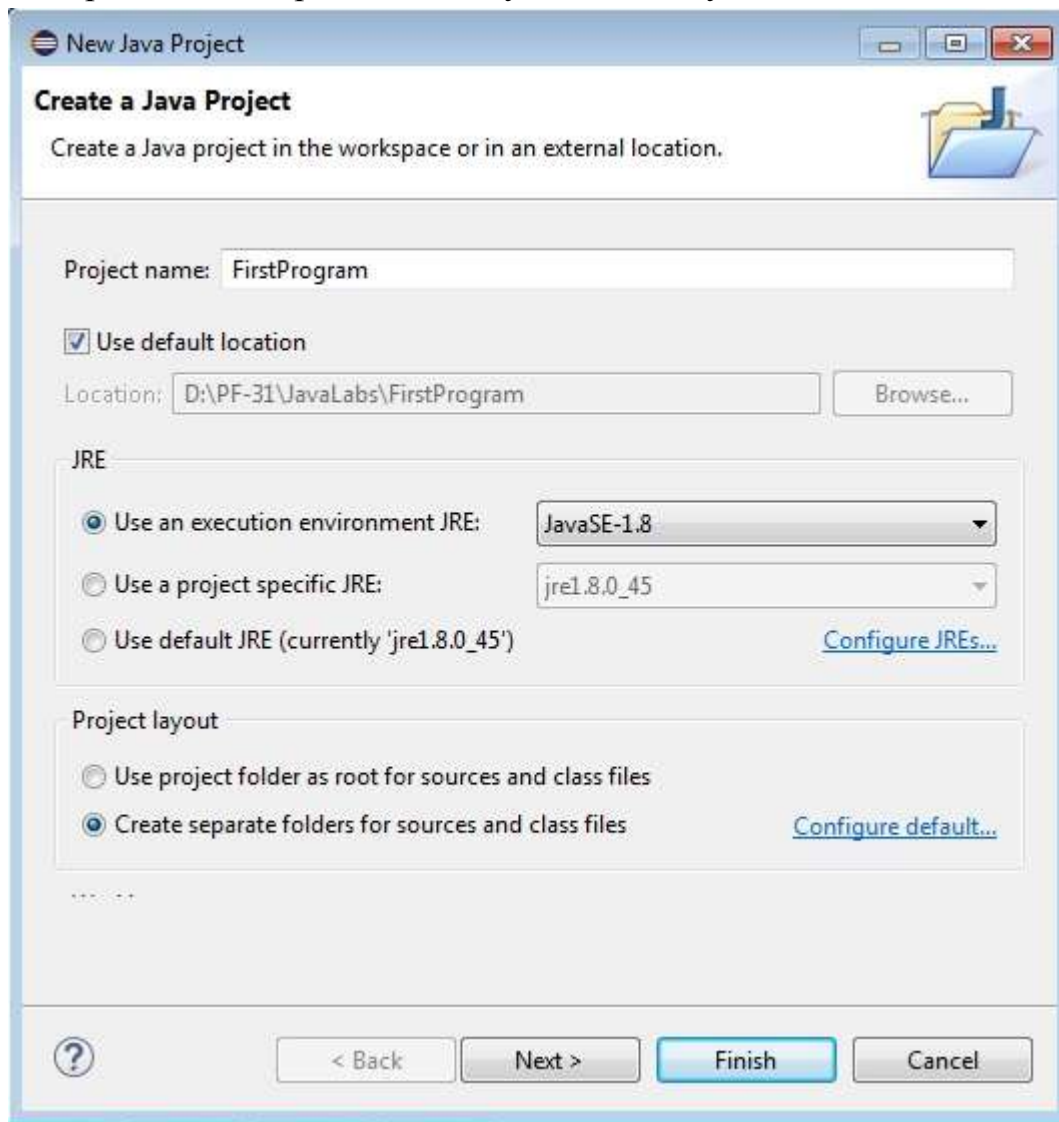 New Java Project
Create a Java Project
Create a Java project in the workspace or in an external location.
Project name: FirstProgram
Use default location
Location: D:\PF-31\JavaLabs\FirstProgram Browse...
JRE
Use an execution environment JRE: JavaSE-1.8
Use a project specific JRE: jre1.8.0_45
Use default JRE (currently 'jre1.8.0_45') Configure JREs...
Project layout
Use project folder as root for sources and class files
Create separate folders for sources and class files Configure default...
? < Back Next > Finish Cancel